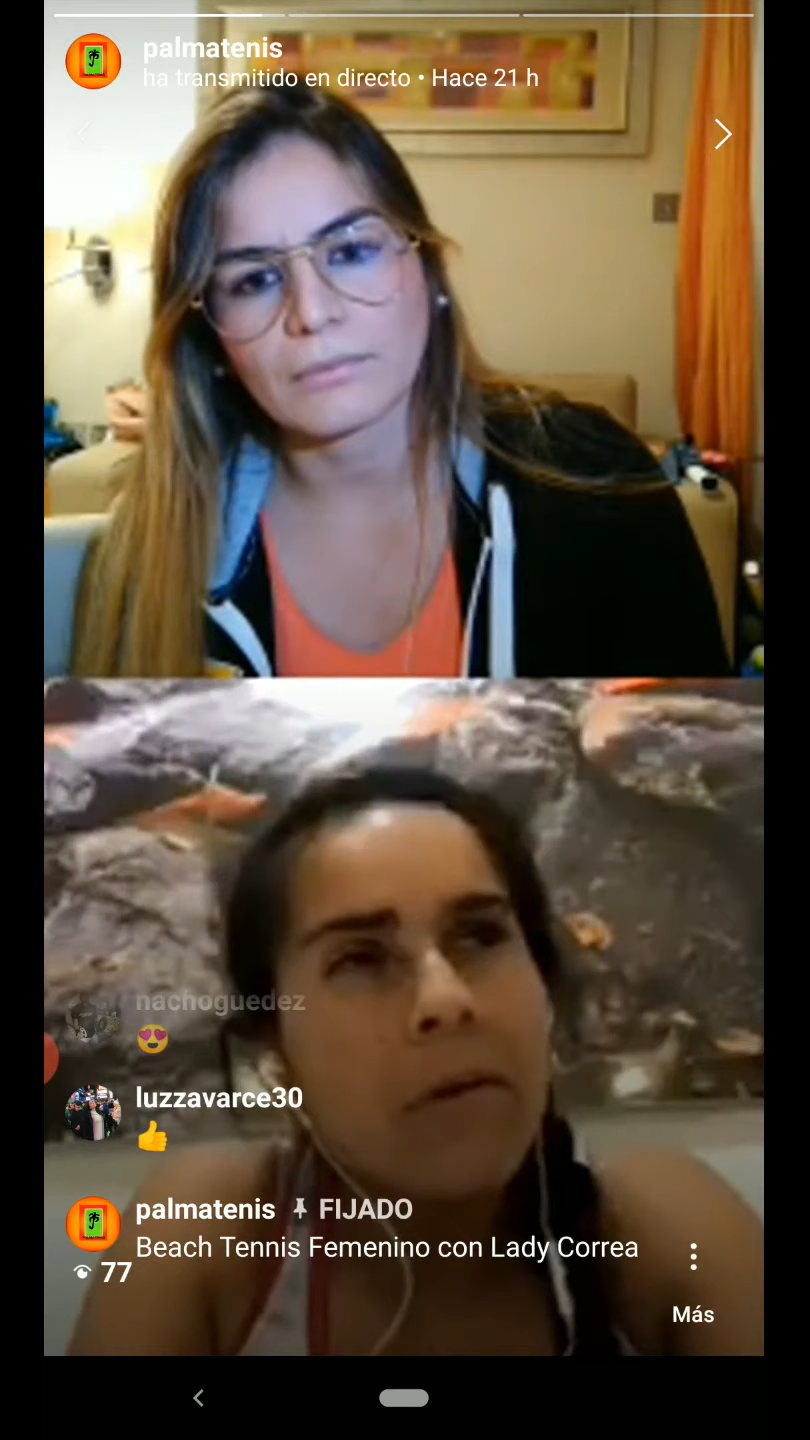 palmatenis
ha transmitido en directo • Hace 21 h
nachoguedez
😍
luzzavarce30
👍
palmatenis FIJADO
Beach Tennis Femenino con Lady Correa
77
Más